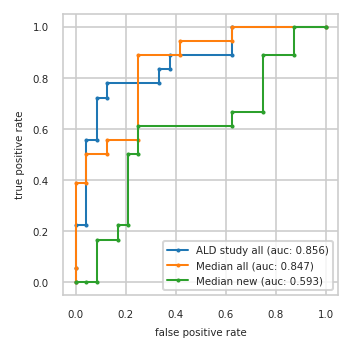 1.0
0.8
0.6
0.4
0.2
0.0
true positive rate
ALD study all (auc: 0.856)
Median all (auc: 0.847)
Median new (auc: 0.593)
0.0 0.2 0.4 0.6 0.8 1.0
false positive rate